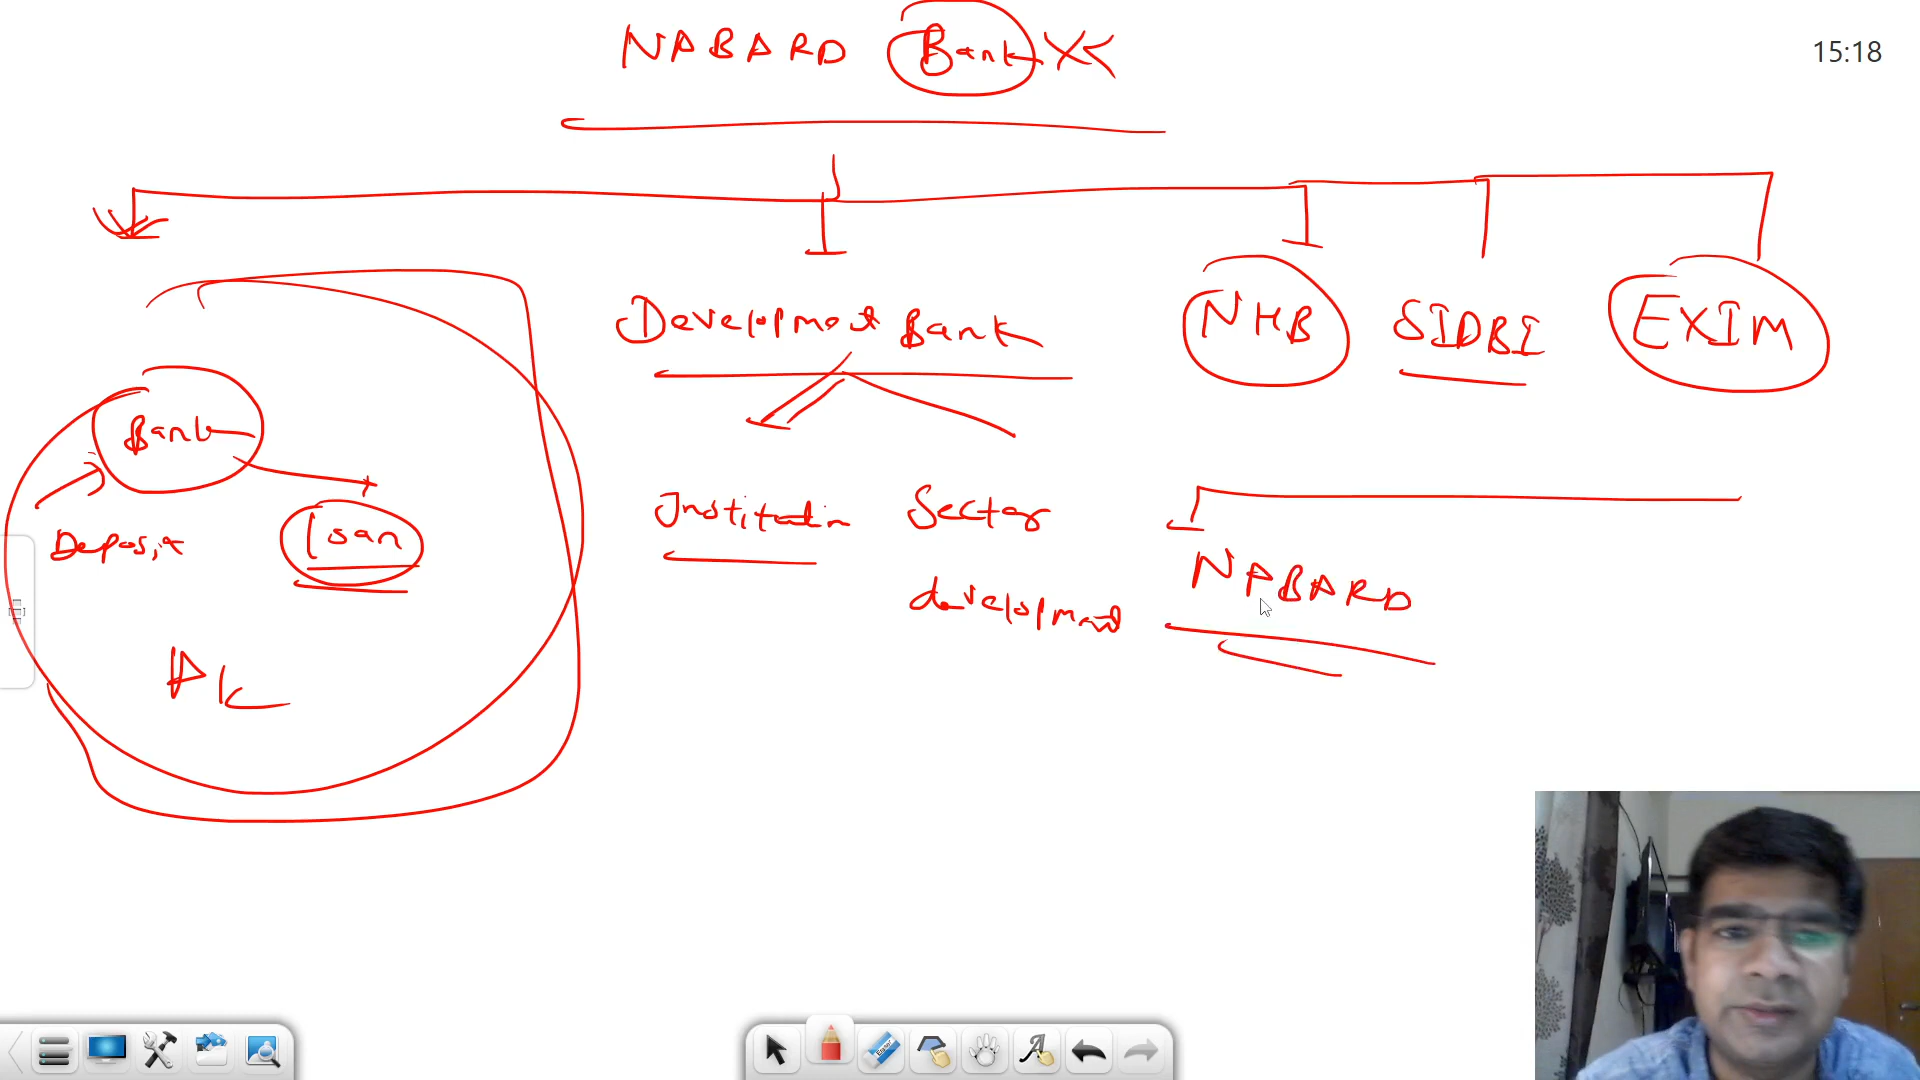 NABARD Bank
15:18
Development Bank
NHB SIDBI EXIM
Bank
Deposit
loan
Institution
Sector
development
NABARD